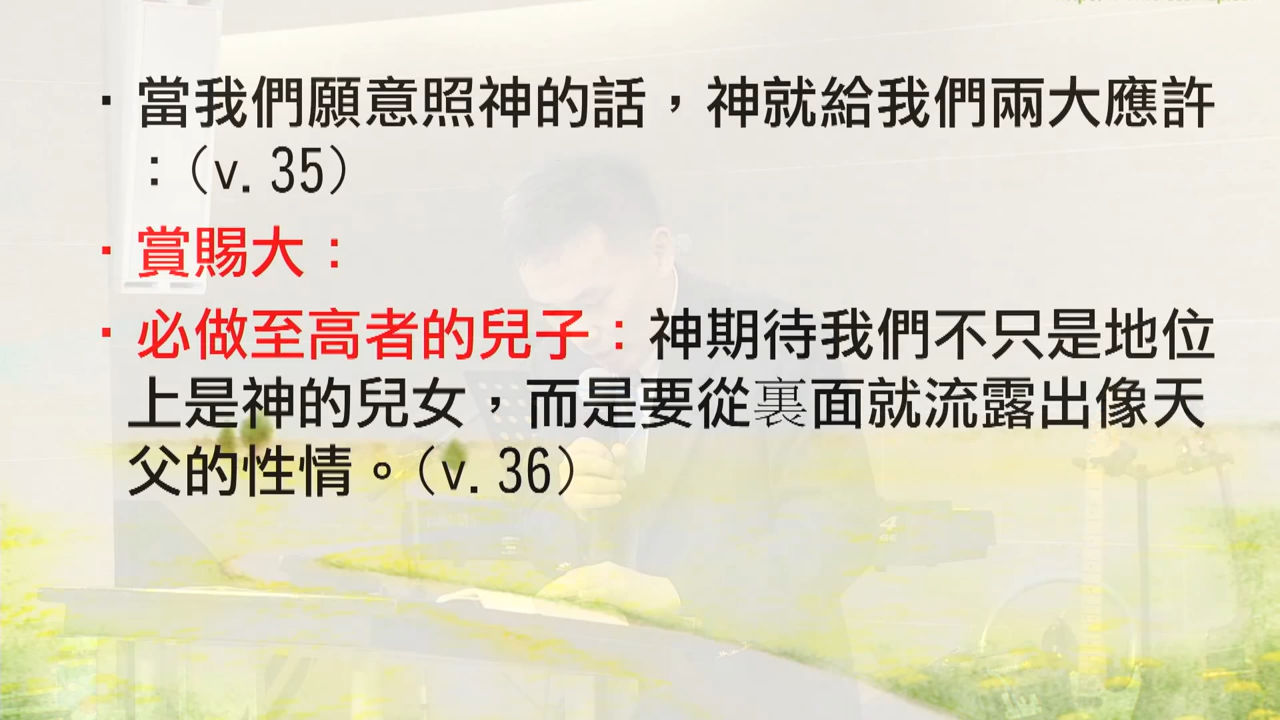 ・當我們願意照神的話，神就給我們兩大應許
：(v.35)
・賞賜大：
・必做至高者的兒子：神期待我們不只是地位
上是神的兒女，而是要從裏面就流露出像天
父的性情。(v.36)